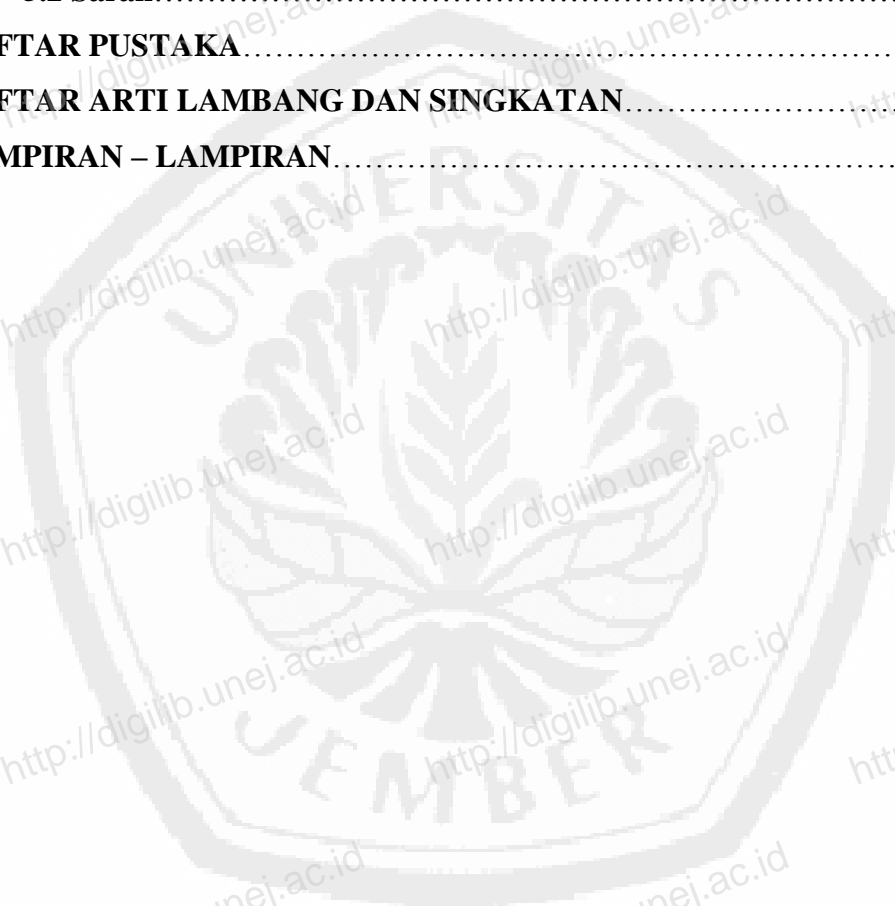 Saran.......................................................................
FTAR PUSTAKA.......................................................................
FTAR ARTI LAMBANG DAN SINGKATAN..............................
MPIRAN – LAMPIRAN..............................................................
UNIVERSITAS
JEMBER
http://digilib.unej.ac.id
http://digilib.unej.ac.id
http://digilib.unej.ac.id
http://digilib.unej.ac.id
http://digilib.unej.ac.id
http://digilib.unej.ac.id
http://digilib.unej.ac.id
http://digilib.unej.ac.id